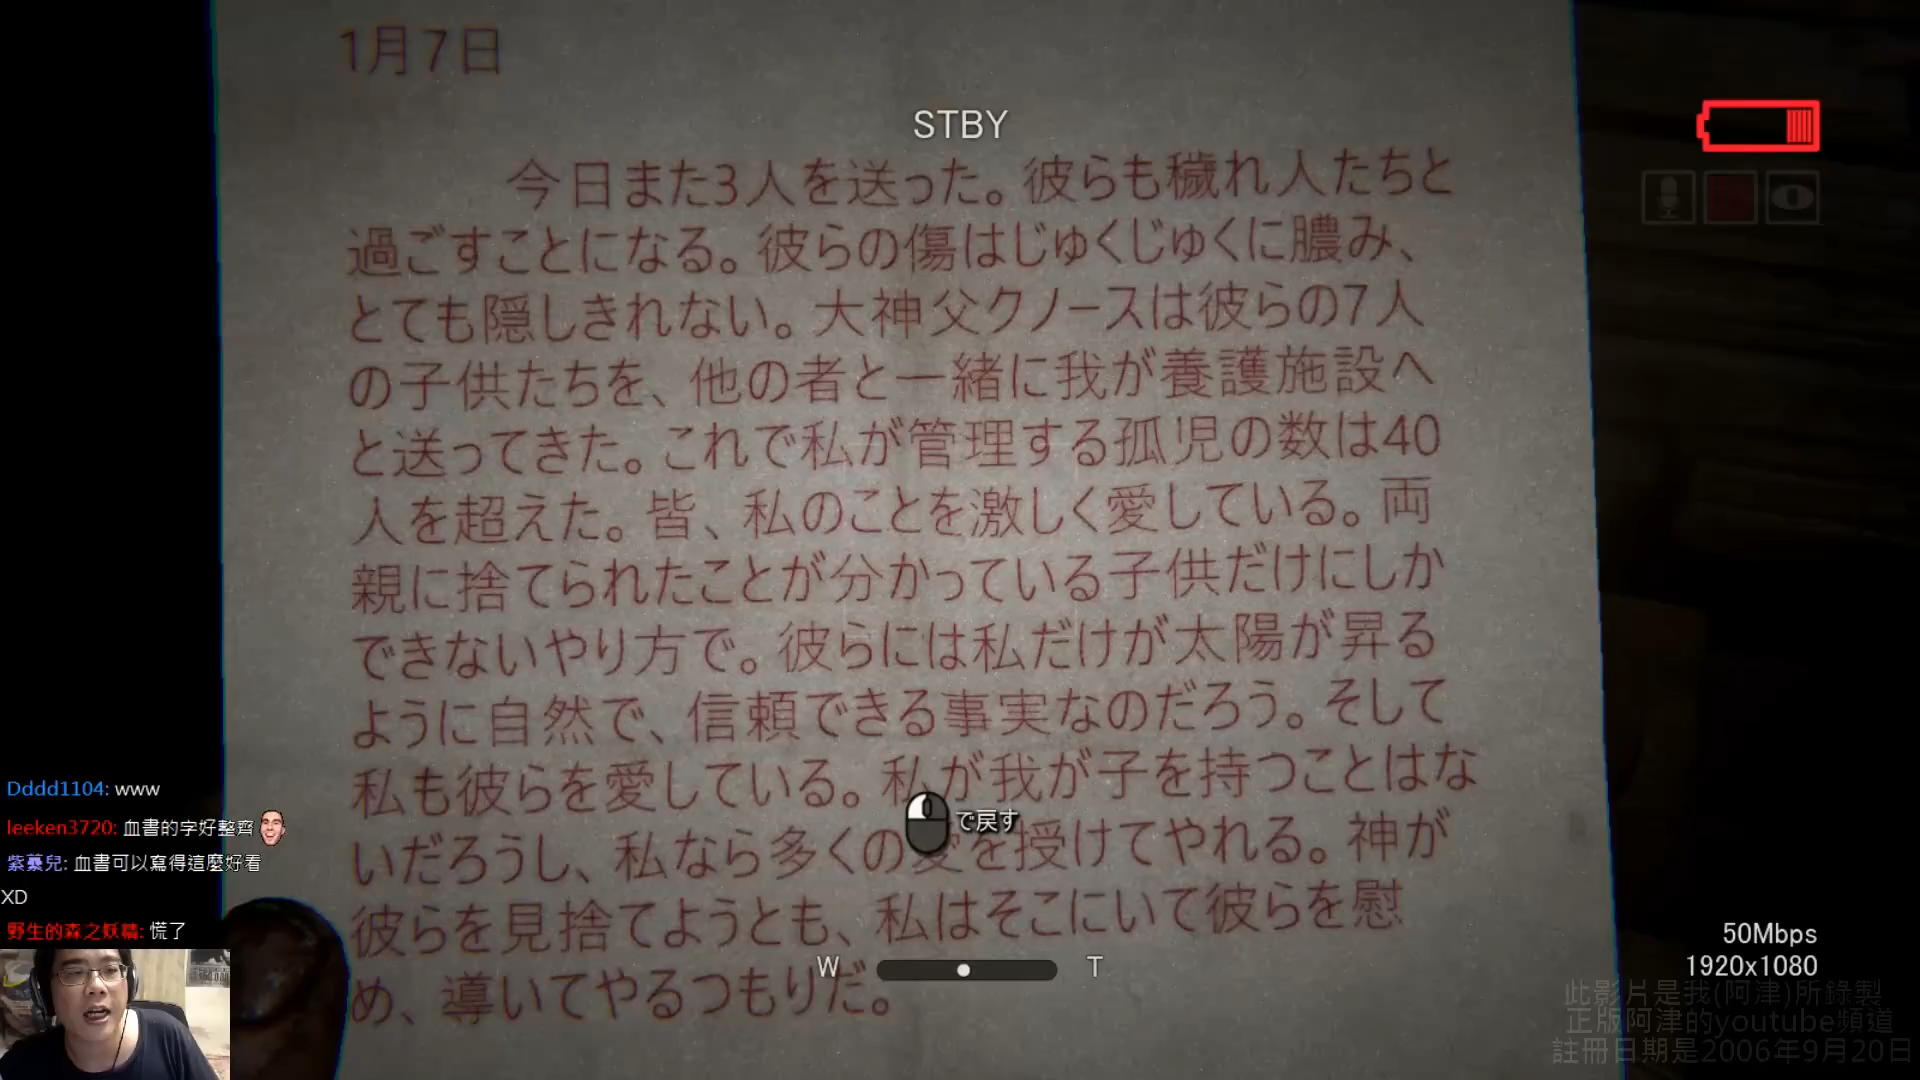 1月7日
STBY
今日また3人を送った。彼らも穢れ人たちと
過ごすことになる。彼らの傷はじゅくじゅくに膿み、
とても隠しきれない。大神父クノースは彼らの7人
の子供たちを、他の者と一緒に我が養護施設へ
と送ってきた。これで私が管理する孤児の数は40
人を超えた。皆、私のことを激しく愛している。両
親に捨てられたことが分かっている子供だけにしか
できないやり方で。彼らには私だけが太陽が昇る
ように自然で、信頼できる事実なのだろう。そして
私も彼らを愛している。私が我が子を持つことはな
いだろうし、私なら多くの愛を授けてやれる。神が
彼らを見捨てようとも、私はそこにいて彼らを慰
め、導いてやるつもりだ。
で戻す
W T
Dddd1104: www
leeken3720: 血書的字好整齊
紫曩兒: 血書可以寫得這麼好看
XD
野生的森之妖精: 慌了
50Mbps
1920x1080
此影片是我(阿津)所錄製
正版阿津的youtube頻道
註冊日期是2006年9月20日